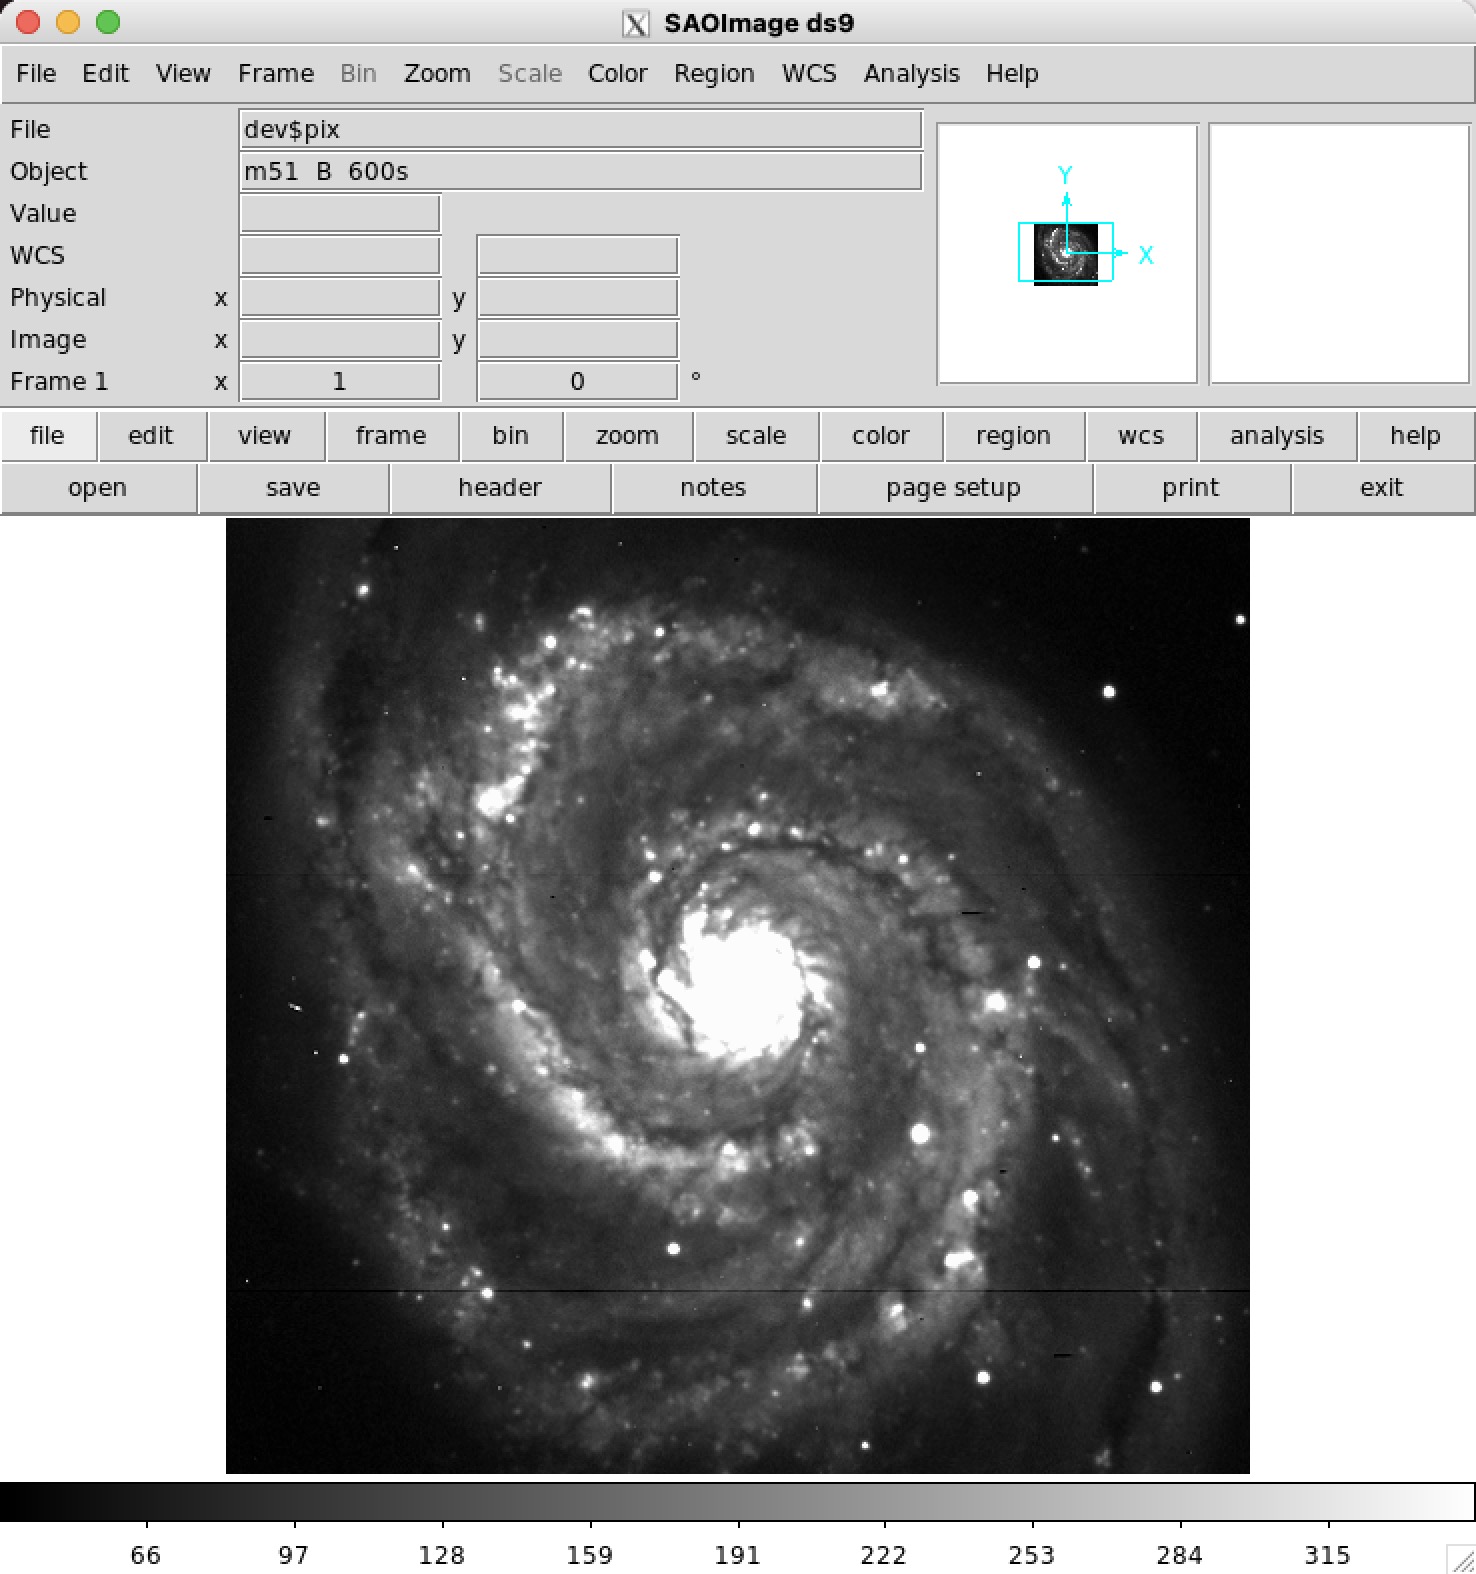 SAOImage ds9
File Edit View Frame Bin Zoom Scale Color Region WCS Analysis Help
File dev$pix
Object m51 B 600s
Value
WCS
Physical x y
Image x y
Frame 1 x 1 0 °
Y
X
file edit view frame bin zoom scale color region wcs analysis help
open save header notes page setup print exit
66 97 128 159 191 222 253 284 315